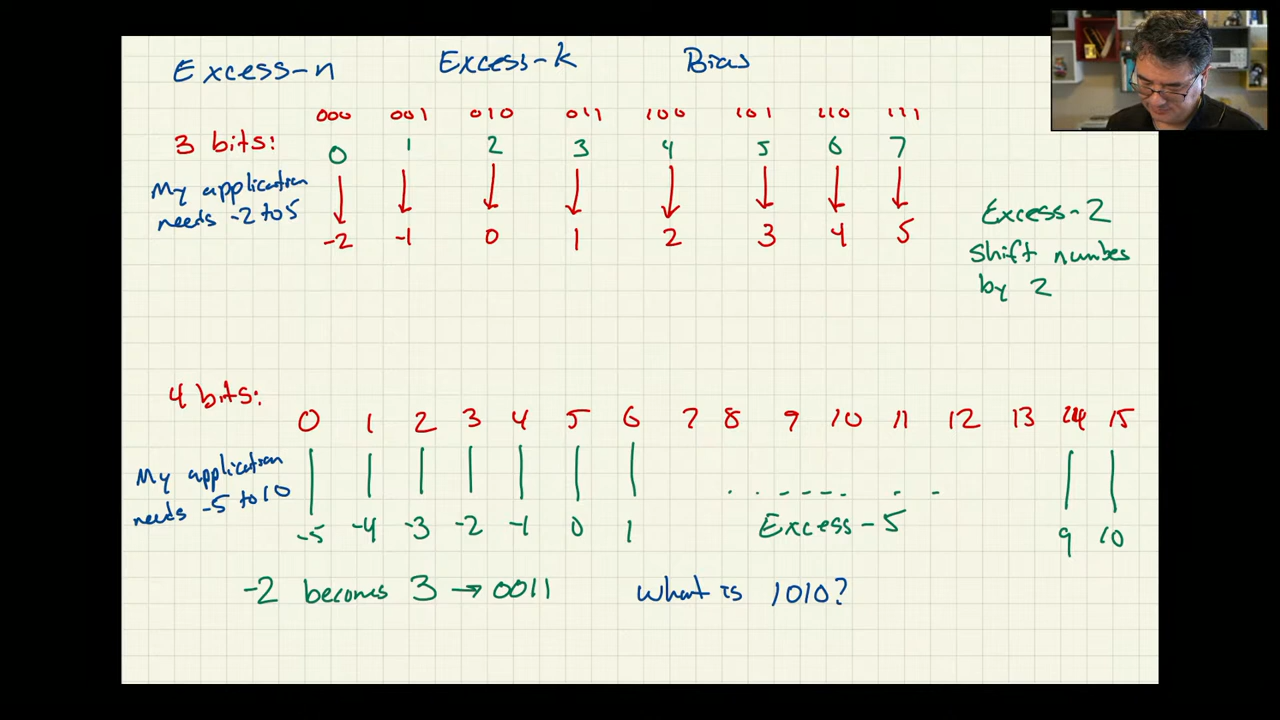 Excess-n Excess-k Bias
000 001 010 011 100 101 110 111
3 bits: 0 1 2 3 4 5 6 7
My application
needs -2 to 5
-2 -1 0 1 2 3 4 5
Excess-2
Shift number
by 2
4 bits:
0 1 2 3 4 5 6 7 8 9 10 11 12 13 14 15
My application
needs -5 to 10
-5 -4 -3 -2 -1 0 1 Excess-5 9 10
-2 becomes 3 → 0011 What is 1010?